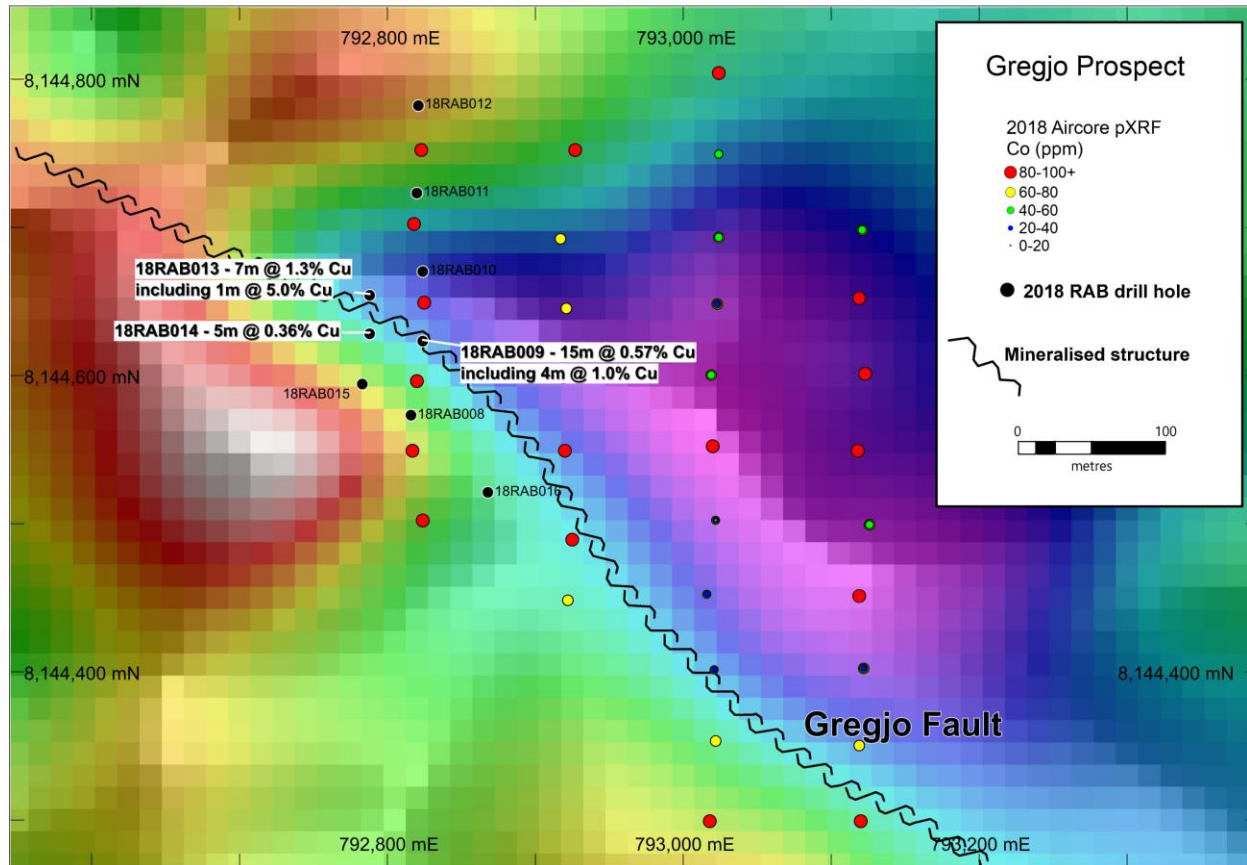 792,800 mE
793,000 mE
8,144,800 mN
18RAB012
18RAB011
18RAB013 - 7m @ 1.3% Cu
including 1m @ 5.0% Cu
18RAB010
18RAB014 - 5m @ 0.36% Cu
18RAB009 - 15m @ 0.57% Cu
including 4m @ 1.0% Cu
8,144,600 mN
18RAB015
18RAB008
18RAB016
8,144,400 mN
8,144,400 mN
Gregjo Fault
792,800 mE
793,000 mE
793,200 mE
Gregjo Prospect
2018 Aircore pXRF
Co (ppm)
80-100+
60-80
40-60
20-40
0-20
2018 RAB drill hole
Mineralised structure
0
100
metres